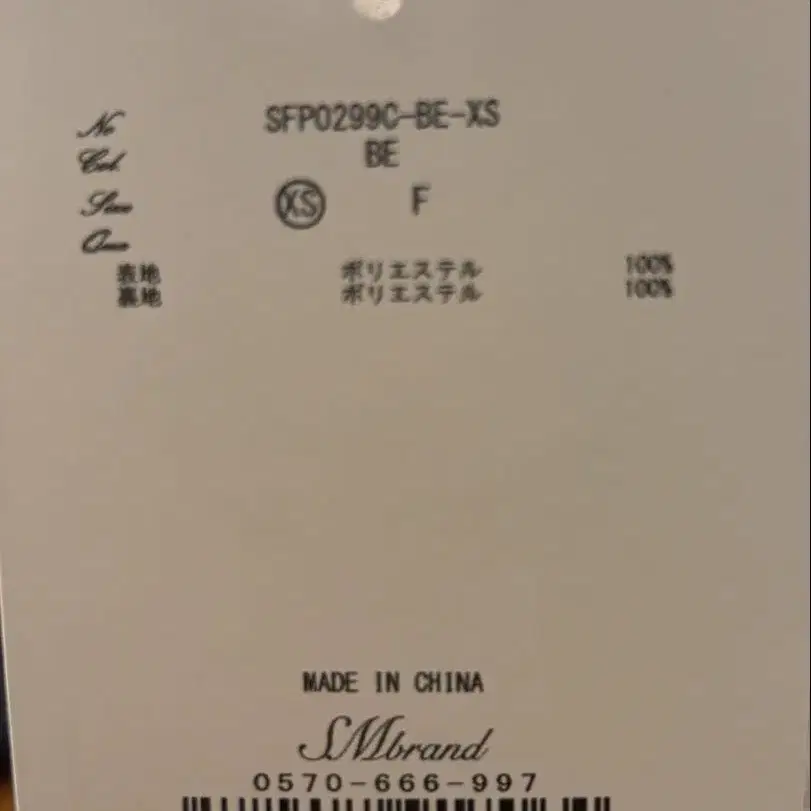 No SFP0299C-BE-XS
Col BE
Size XS F
表地 ポリエステル 100%
裏地 ポリエステル 100%
MADE IN CHINA
SMbrand
0570-666-997